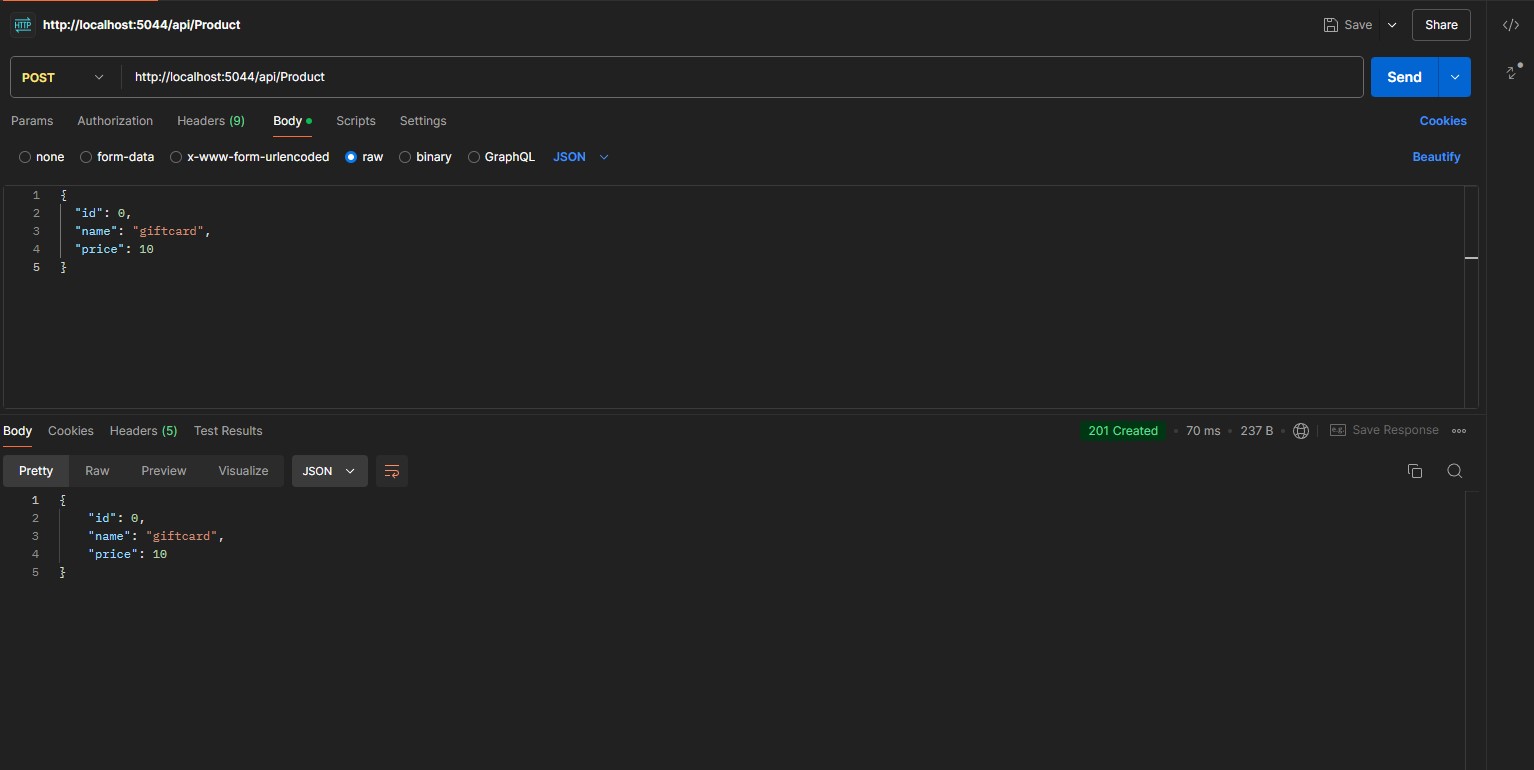 HTTP http://localhost:5044/api/Product Save Share </>
POST http://localhost:5044/api/Product Send
Params Authorization Headers (9) Body Scripts Settings Cookies
none form-data x-www-form-urlencoded raw binary GraphQL JSON Beautify
1 {
2 "id": 0,
3 "name": "giftcard",
4 "price": 10
5 }
Body Cookies Headers (5) Test Results 201 Created 70 ms 237 B e.g. Save Response
Pretty Raw Preview Visualize JSON
1 {
2 "id": 0,
3 "name": "giftcard",
4 "price": 10
5 }